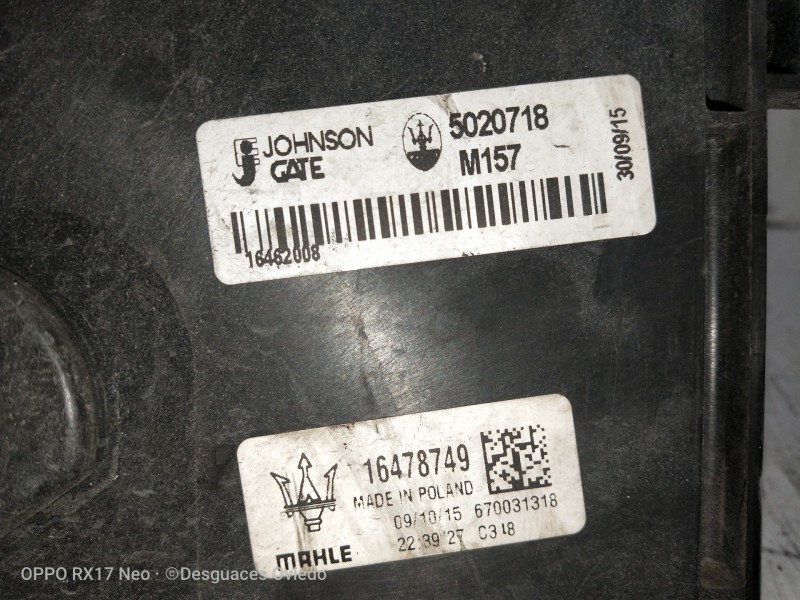 JOHNSON
GATE
5020718
M157
30/09/15
16462008
16478749
MADE IN POLAND
09/10/15 670031318
22:39'27 C318
MAHLE
OPPO RX17 Neo · ©Desguaces Oviedo